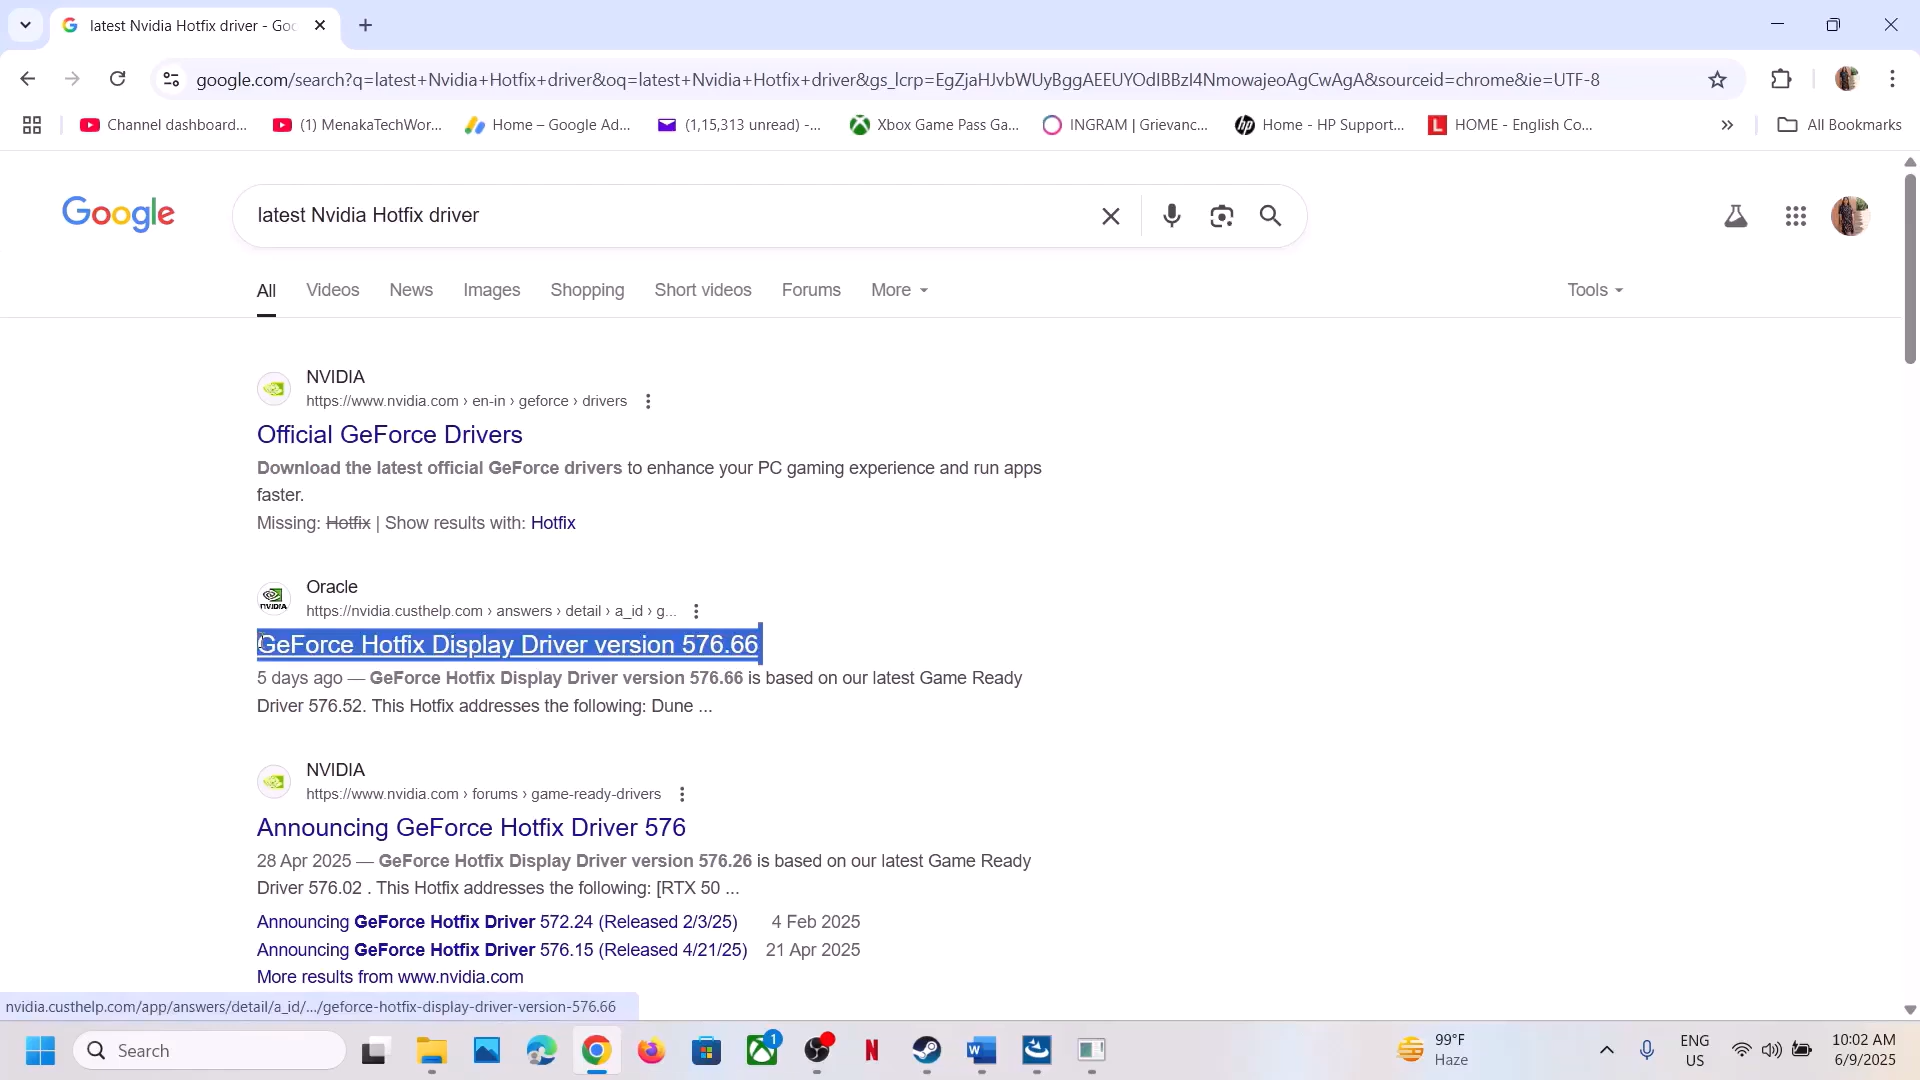 latest Nvidia Hotfix driver - Goo
google.com/search?q=latest+Nvidia+Hotfix+driver&oq=latest+Nvidia+Hotfix+driver&gs_lcrp=EgZjaHJvbWUyBggAEEUYOdIBBzI4NmowajeoAgCwAgA&sourceid=chrome&ie=UTF-8
Channel dashboard... (1) MenakaTechWor... Home – Google Ad... (1,15,313 unread) -... Xbox Game Pass Ga... INGRAM | Grievanc... Home - HP Support... HOME - English Co... » All Bookmarks
Google latest Nvidia Hotfix driver
All Videos News Images Shopping Short videos Forums More Tools
NVIDIA
https://www.nvidia.com › en-in › geforce › drivers
Official GeForce Drivers
Download the latest official GeForce drivers to enhance your PC gaming experience and run apps
faster.
Missing: Hotfix | Show results with: Hotfix
Oracle
https://nvidia.custhelp.com › answers › detail › a_id › g...
GeForce Hotfix Display Driver version 576.66
5 days ago — GeForce Hotfix Display Driver version 576.66 is based on our latest Game Ready
Driver 576.52. This Hotfix addresses the following: Dune ...
NVIDIA
https://www.nvidia.com › forums › game-ready-drivers
Announcing GeForce Hotfix Driver 576
28 Apr 2025 — GeForce Hotfix Display Driver version 576.26 is based on our latest Game Ready
Driver 576.02 . This Hotfix addresses the following: [RTX 50 ...
Announcing GeForce Hotfix Driver 572.24 (Released 2/3/25) 4 Feb 2025
Announcing GeForce Hotfix Driver 576.15 (Released 4/21/25) 21 Apr 2025
More results from www.nvidia.com
nvidia.custhelp.com/app/answers/detail/a_id/.../geforce-hotfix-display-driver-version-576.66
Search
1
99°F
Haze
ENG
US
10:02 AM
6/9/2025